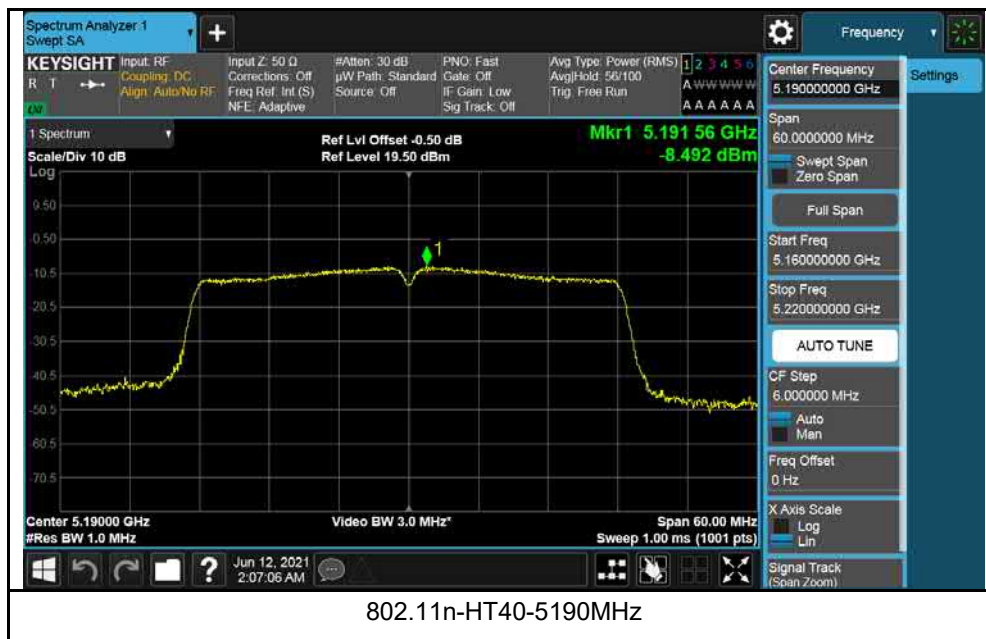 Spectrum Analyzer 1
Swept SA
Frequency
KEYSIGHT
R T
Input: RF
Coupling: DC
Align: Auto/No RF
Input Z: 50 Ω
Corrections: Off
Freq Ref: Int (S)
NFE: Adaptive
#Atten: 30 dB
µW Path: Standard
Source: Off
PNO: Fast
Gate: Off
IF Gain: Low
Sig Track: Off
Avg Type: Power (RMS)
Avg|Hold: 56/100
Trig: Free Run
1 2 3 4 5 6
A W W W W W
A A A A A A
1 Spectrum
Scale/Div 10 dB
Log
Ref Lvl Offset -0.50 dB
Ref Level 19.50 dBm
Mkr1 5.191 56 GHz
-8.492 dBm
9.50
-0.50
1
-10.5
-20.5
-30.5
-40.5
-50.5
-60.5
-70.5
Center 5.19000 GHz
#Res BW 1.0 MHz
Video BW 3.0 MHz*
Span 60.00 MHz
Sweep 1.00 ms (1001 pts)
?
Jun 12, 2021
2:07:06 AM
Center Frequency
5.190000000 GHz
Settings
Span
60.0000000 MHz
Swept Span
Zero Span
Full Span
Start Freq
5.160000000 GHz
Stop Freq
5.220000000 GHz
AUTO TUNE
CF Step
6.000000 MHz
Auto
Man
Freq Offset
0 Hz
X Axis Scale
Log
Lin
Signal Track
(Span Zoom)
802.11n-HT40-5190MHz